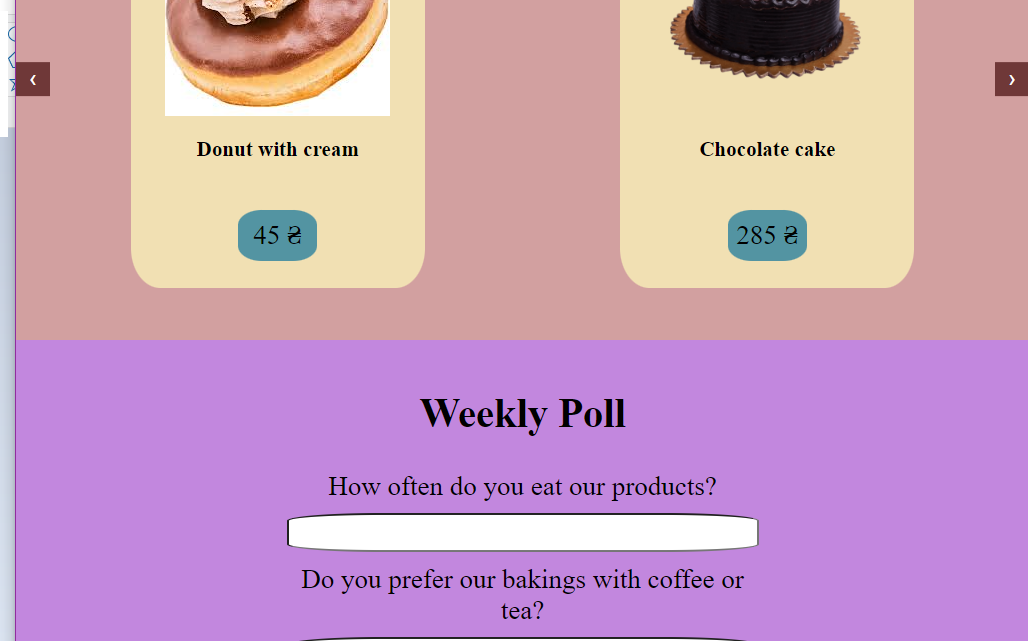 ❮
❯
Donut with cream
Chocolate cake
45 ₴
285 ₴
Weekly Poll
How often do you eat our products?
Do you prefer our bakings with coffee or
tea?